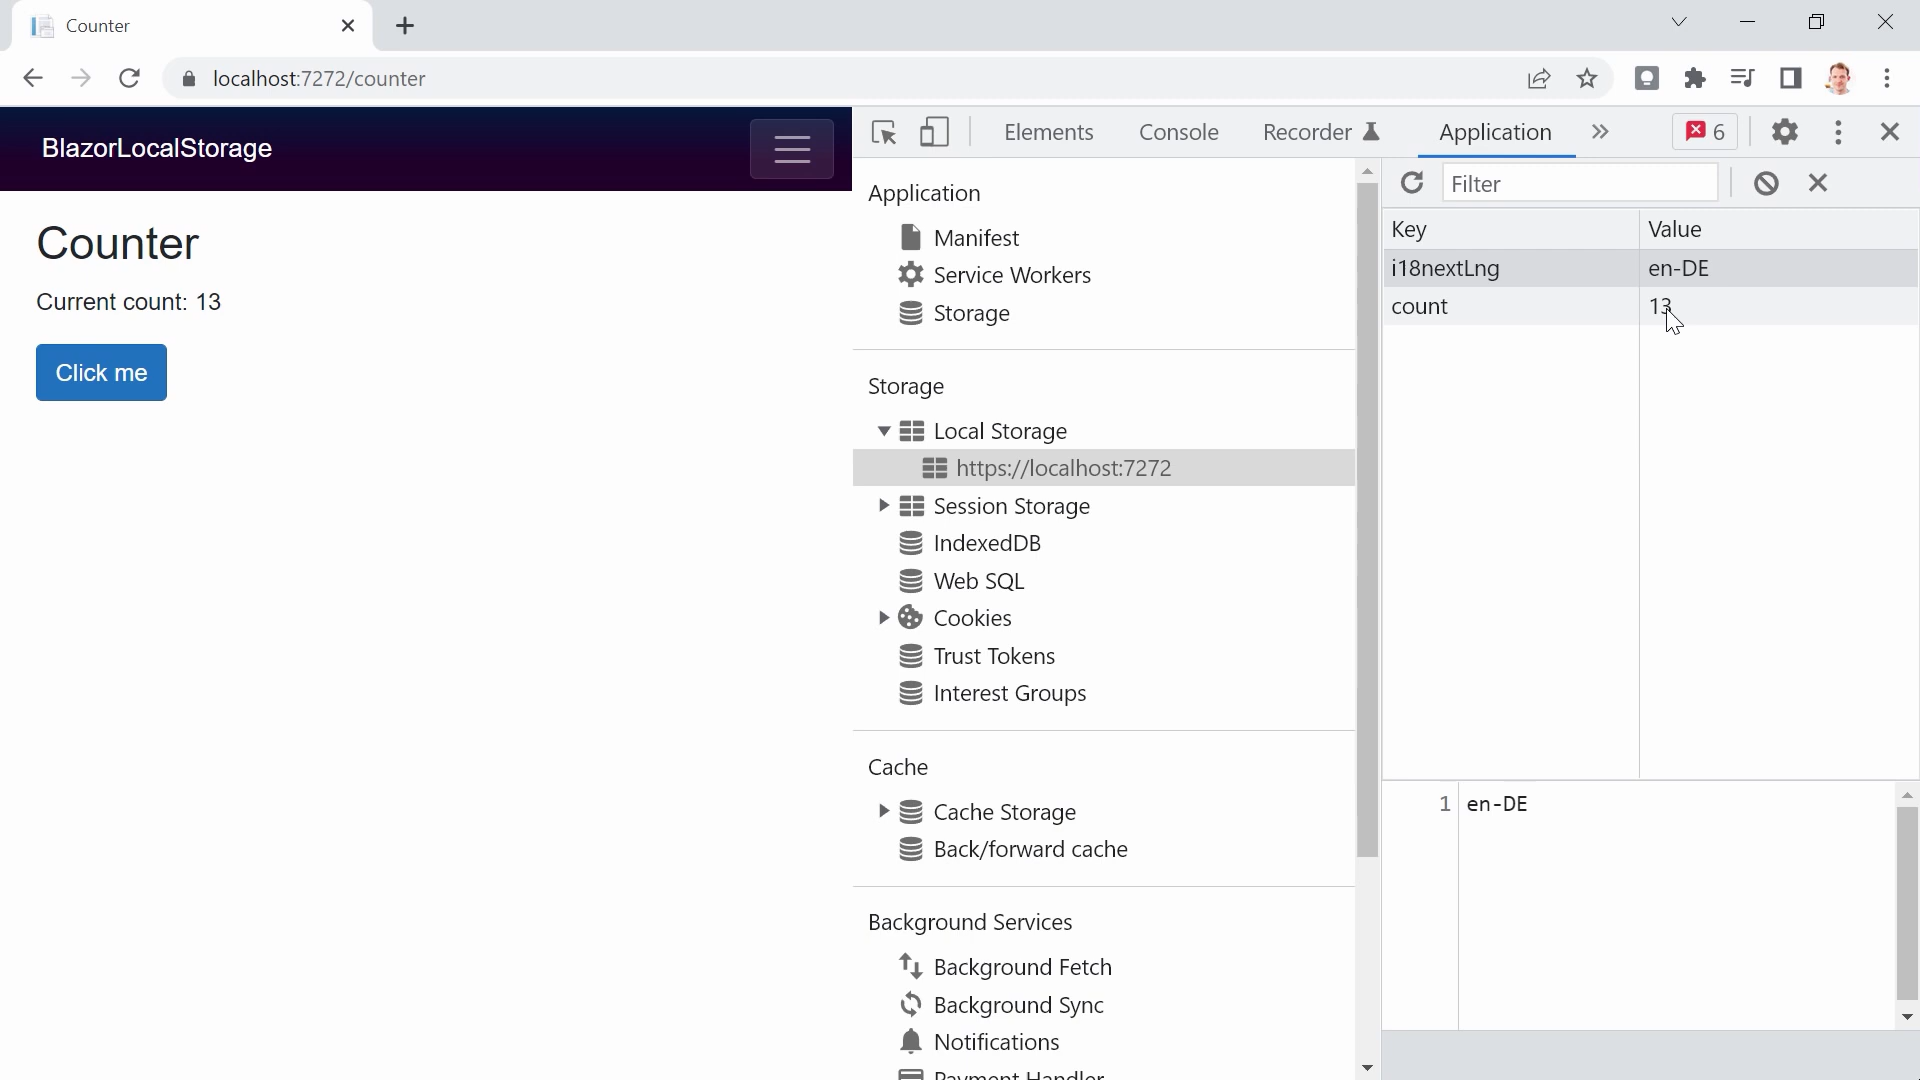 Counter
localhost:7272/counter
BlazorLocalStorage
Counter
Current count: 13
Click me
Elements
Console
Recorder
Application
6
Application
Manifest
Service Workers
Storage
Storage
Local Storage
https://localhost:7272
Session Storage
IndexedDB
Web SQL
Cookies
Trust Tokens
Interest Groups
Cache
Cache Storage
Back/forward cache
Background Services
Background Fetch
Background Sync
Notifications
Payment Handler
Filter
Key Value
i18nextLng en-DE
count 13
1 en-DE